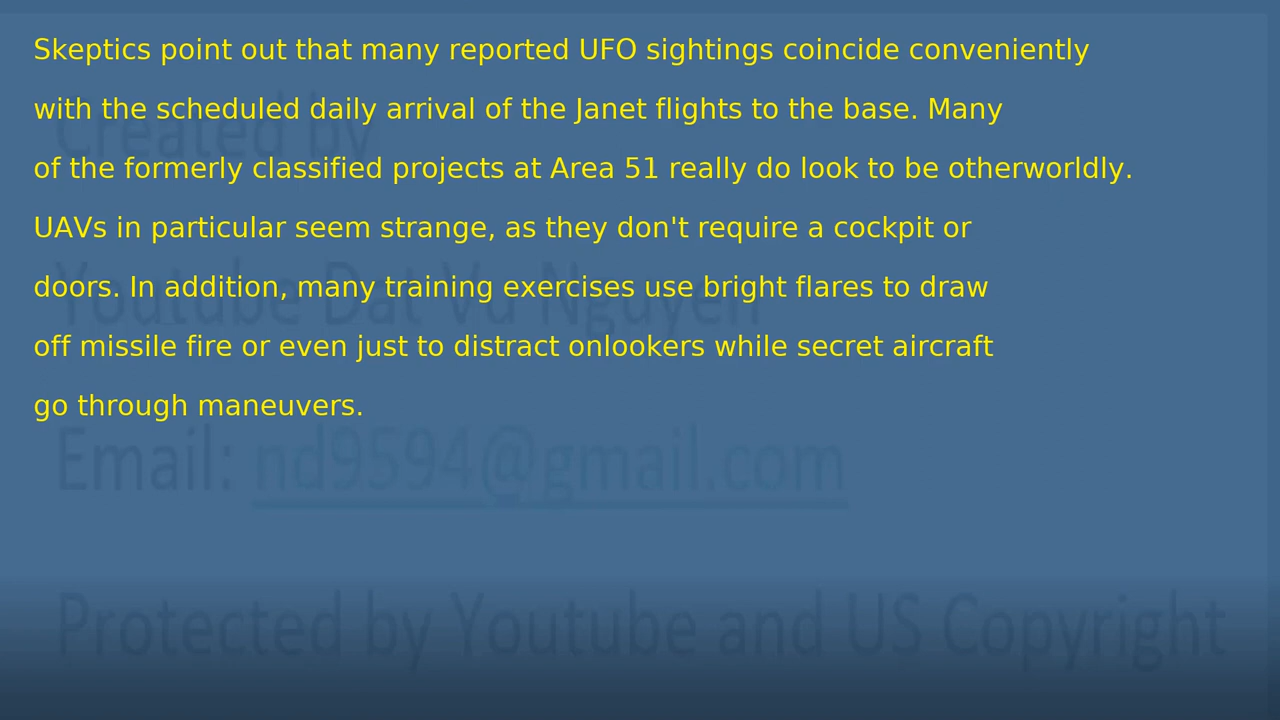 Skeptics point out that many reported UFO sightings coincide conveniently
with the scheduled daily arrival of the Janet flights to the base. Many
Created by
of the formerly classified projects at Area 51 really do look to be otherworldly.
UAVs in particular seem strange, as they don't require a cockpit or
doors. In addition, many training exercises use bright flares to draw
Youtube Dat Vu Nguyen
off missile fire or even just to distract onlookers while secret aircraft
go through maneuvers.
Email: nd9594@gmail.com
Protected by Youtube and US Copyright